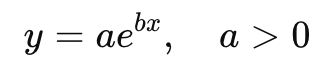 y = ae^{bx},    a > 0